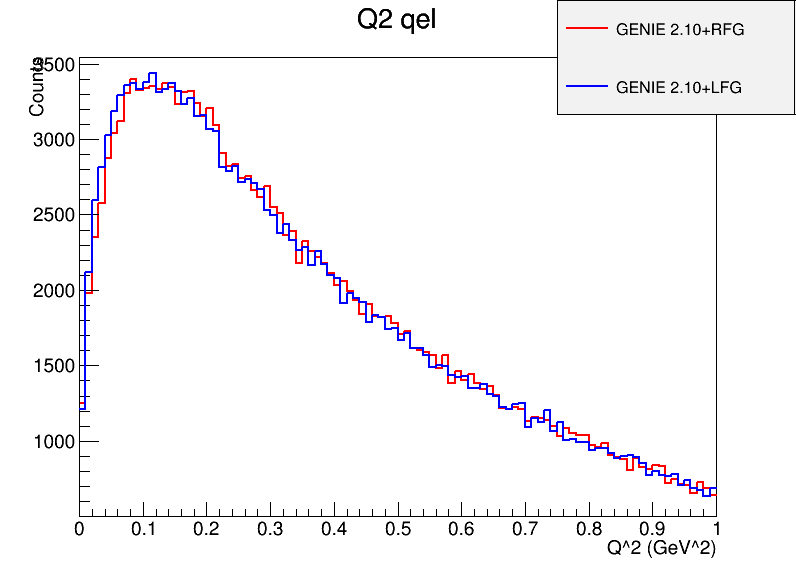 Q2 qel
GENIE 2.10+RFG
GENIE 2.10+LFG
Counts
3500
3000
2500
2000
1500
1000
0 0.1 0.2 0.3 0.4 0.5 0.6 0.7 0.8 0.9 1
Q^2 (GeV^2)